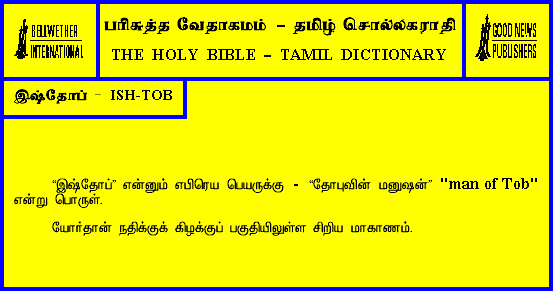 BELLWETHER
INTERNATIONAL
பரிசுத்த வேதாகமம் – தமிழ் சொல்லகராதி
THE HOLY BIBLE – TAMIL DICTIONARY
GOOD NEWS
PUBLISHERS
இஷ்தோப் – ISH-TOB
“இஷ்தோப்” என்னும் எபிரெய பெயருக்கு - “தோபுவின் மனுஷன்” "man of Tob"
என்று பொருள்.
யோர்தான் நதிக்குக் கிழக்குப் பகுதியிலுள்ள சிறிய மாகாணம்.